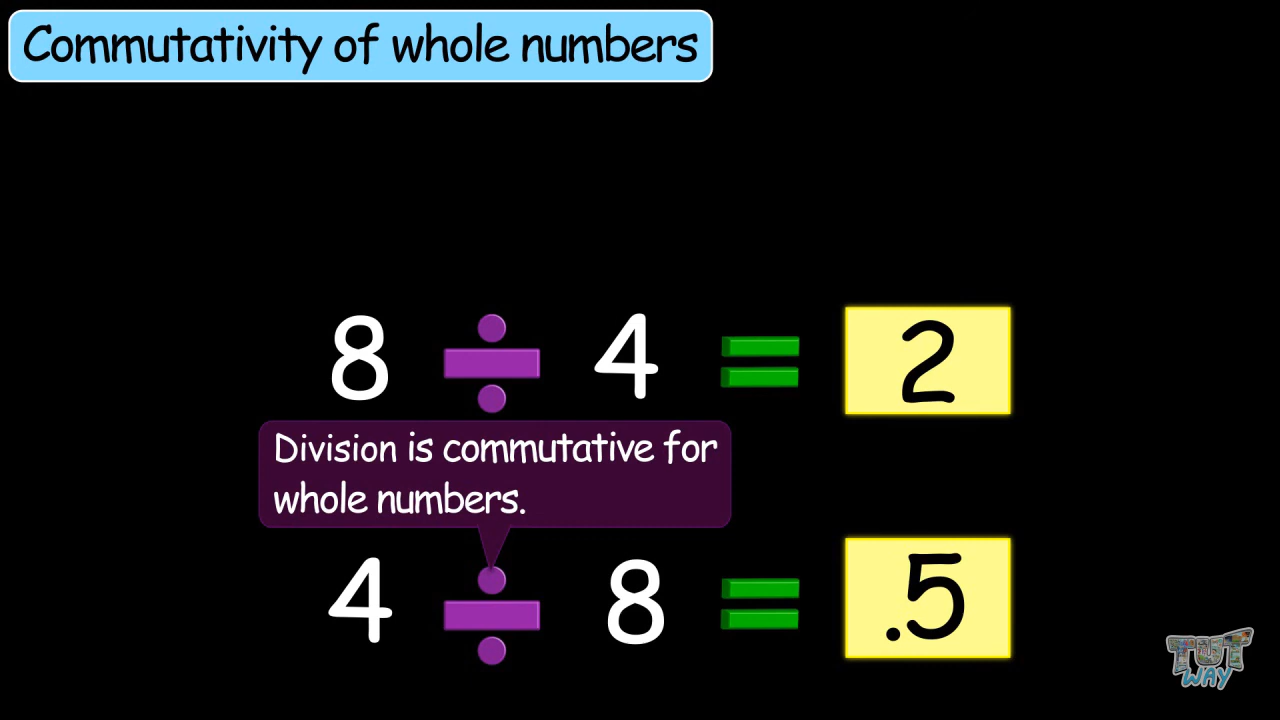 Commutativity of whole numbers
8 ÷ 4 = 2
Division is commutative for
whole numbers.
4 ÷ 8 = .5
TUT
WAY